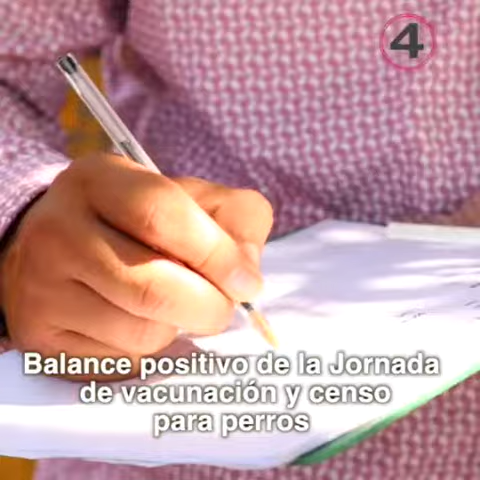 4
Balance positivo de la Jornada
de vacunación y censo
para perros